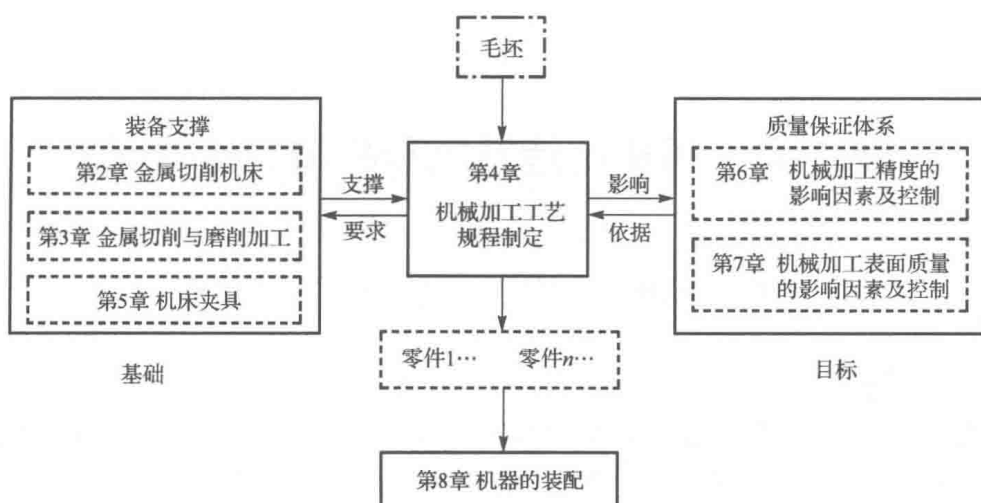 毛坯
装备支撑
第2章 金属切削机床
第3章 金属切削与磨削加工
第5章 机床夹具
基础
支撑
要求
第4章
机械加工工艺
规程制定
影响
依据
质量保证体系
第6章 机械加工精度的
影响因素及控制
第7章 机械加工表面质量
的影响因素及控制
目标
零件1… 零件n…
第8章 机器的装配